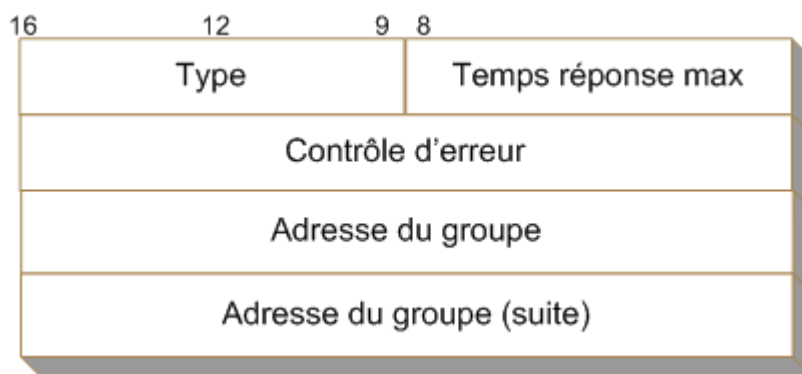 16 12 9 8
Type Temps réponse max
Contrôle d'erreur
Adresse du groupe
Adresse du groupe (suite)